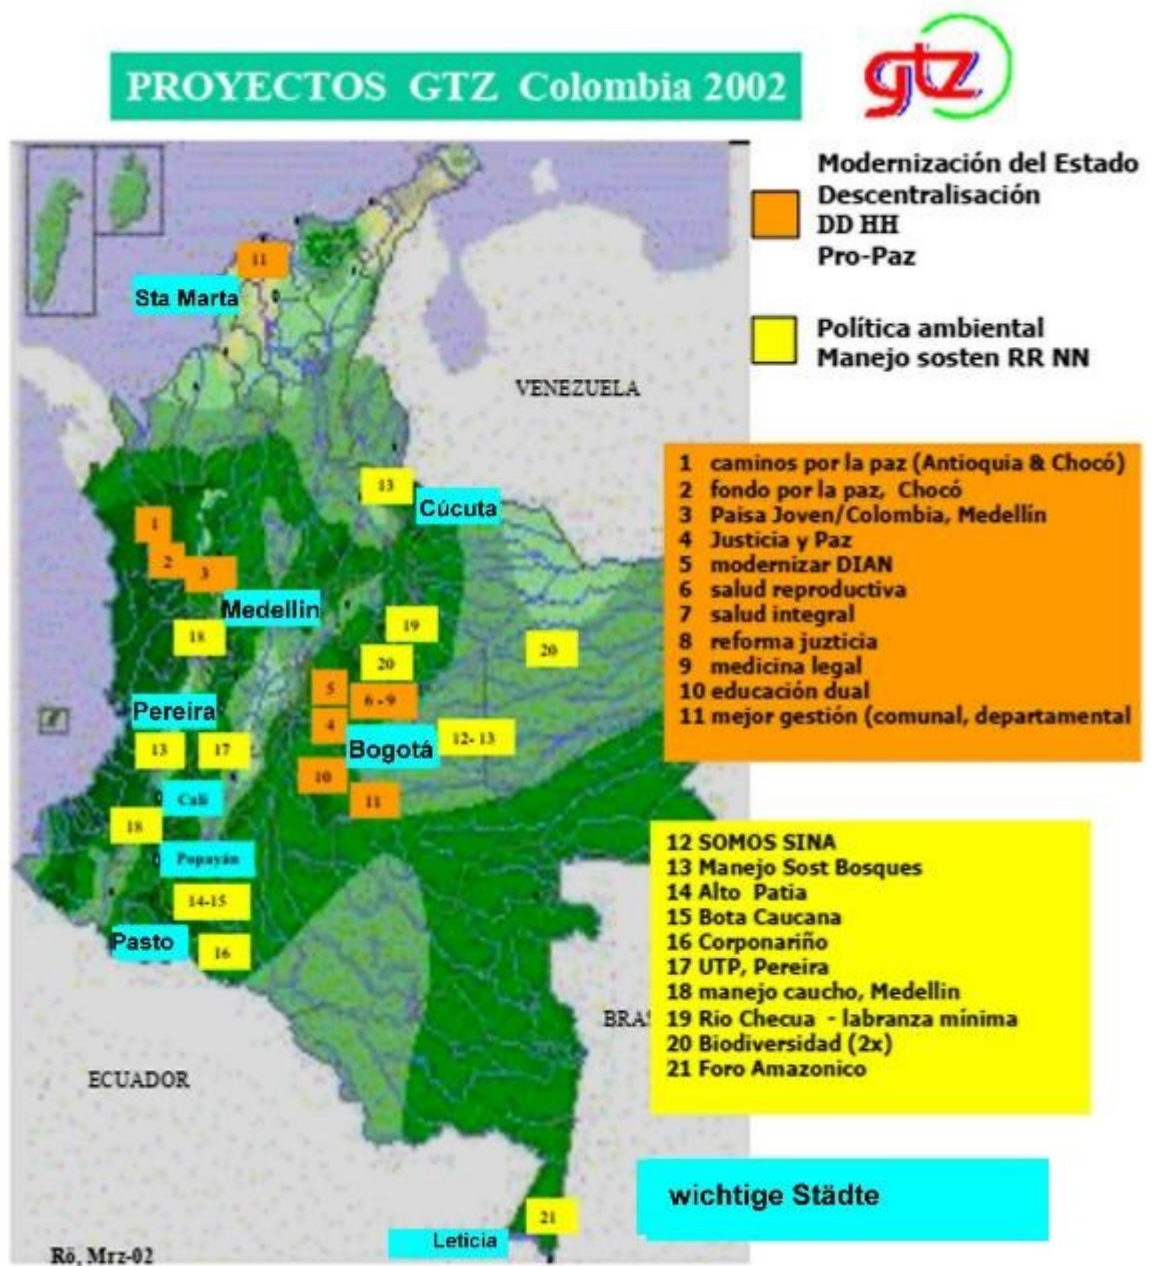 PROYECTOS GTZ Colombia 2002
gtz
Modernización del Estado
Descentralisación
DD HH
Pro-Paz
Política ambiental
Manejo sosten RR NN
11
Sta Marta
VENEZUELA
13
Cúcuta
1
2
3
Medellin
18
19
20
20
5
6 - 9
4
Bogotá
12- 13
10
11
Pereira
13
17
Cali
18
Popayán
14-15
Pasto
16
1 caminos por la paz (Antioquia & Chocó)
2 fondo por la paz, Chocó
3 Paisa Joven/Colombia, Medellín
4 Justicia y Paz
5 modernizar DIAN
6 salud reproductiva
7 salud integral
8 reforma juzticia
9 medicina legal
10 educación dual
11 mejor gestión (comunal, departamental
12 SOMOS SINA
13 Manejo Sost Bosques
14 Alto Patia
15 Bota Caucana
16 Corponariño
17 UTP, Pereira
18 manejo caucho, Medellin
19 Rio Checua - labranza mínima
20 Biodiversidad (2x)
21 Foro Amazonico
BRA
ECUADOR
wichtige Städte
21
Leticia
Rö, Mrz-02